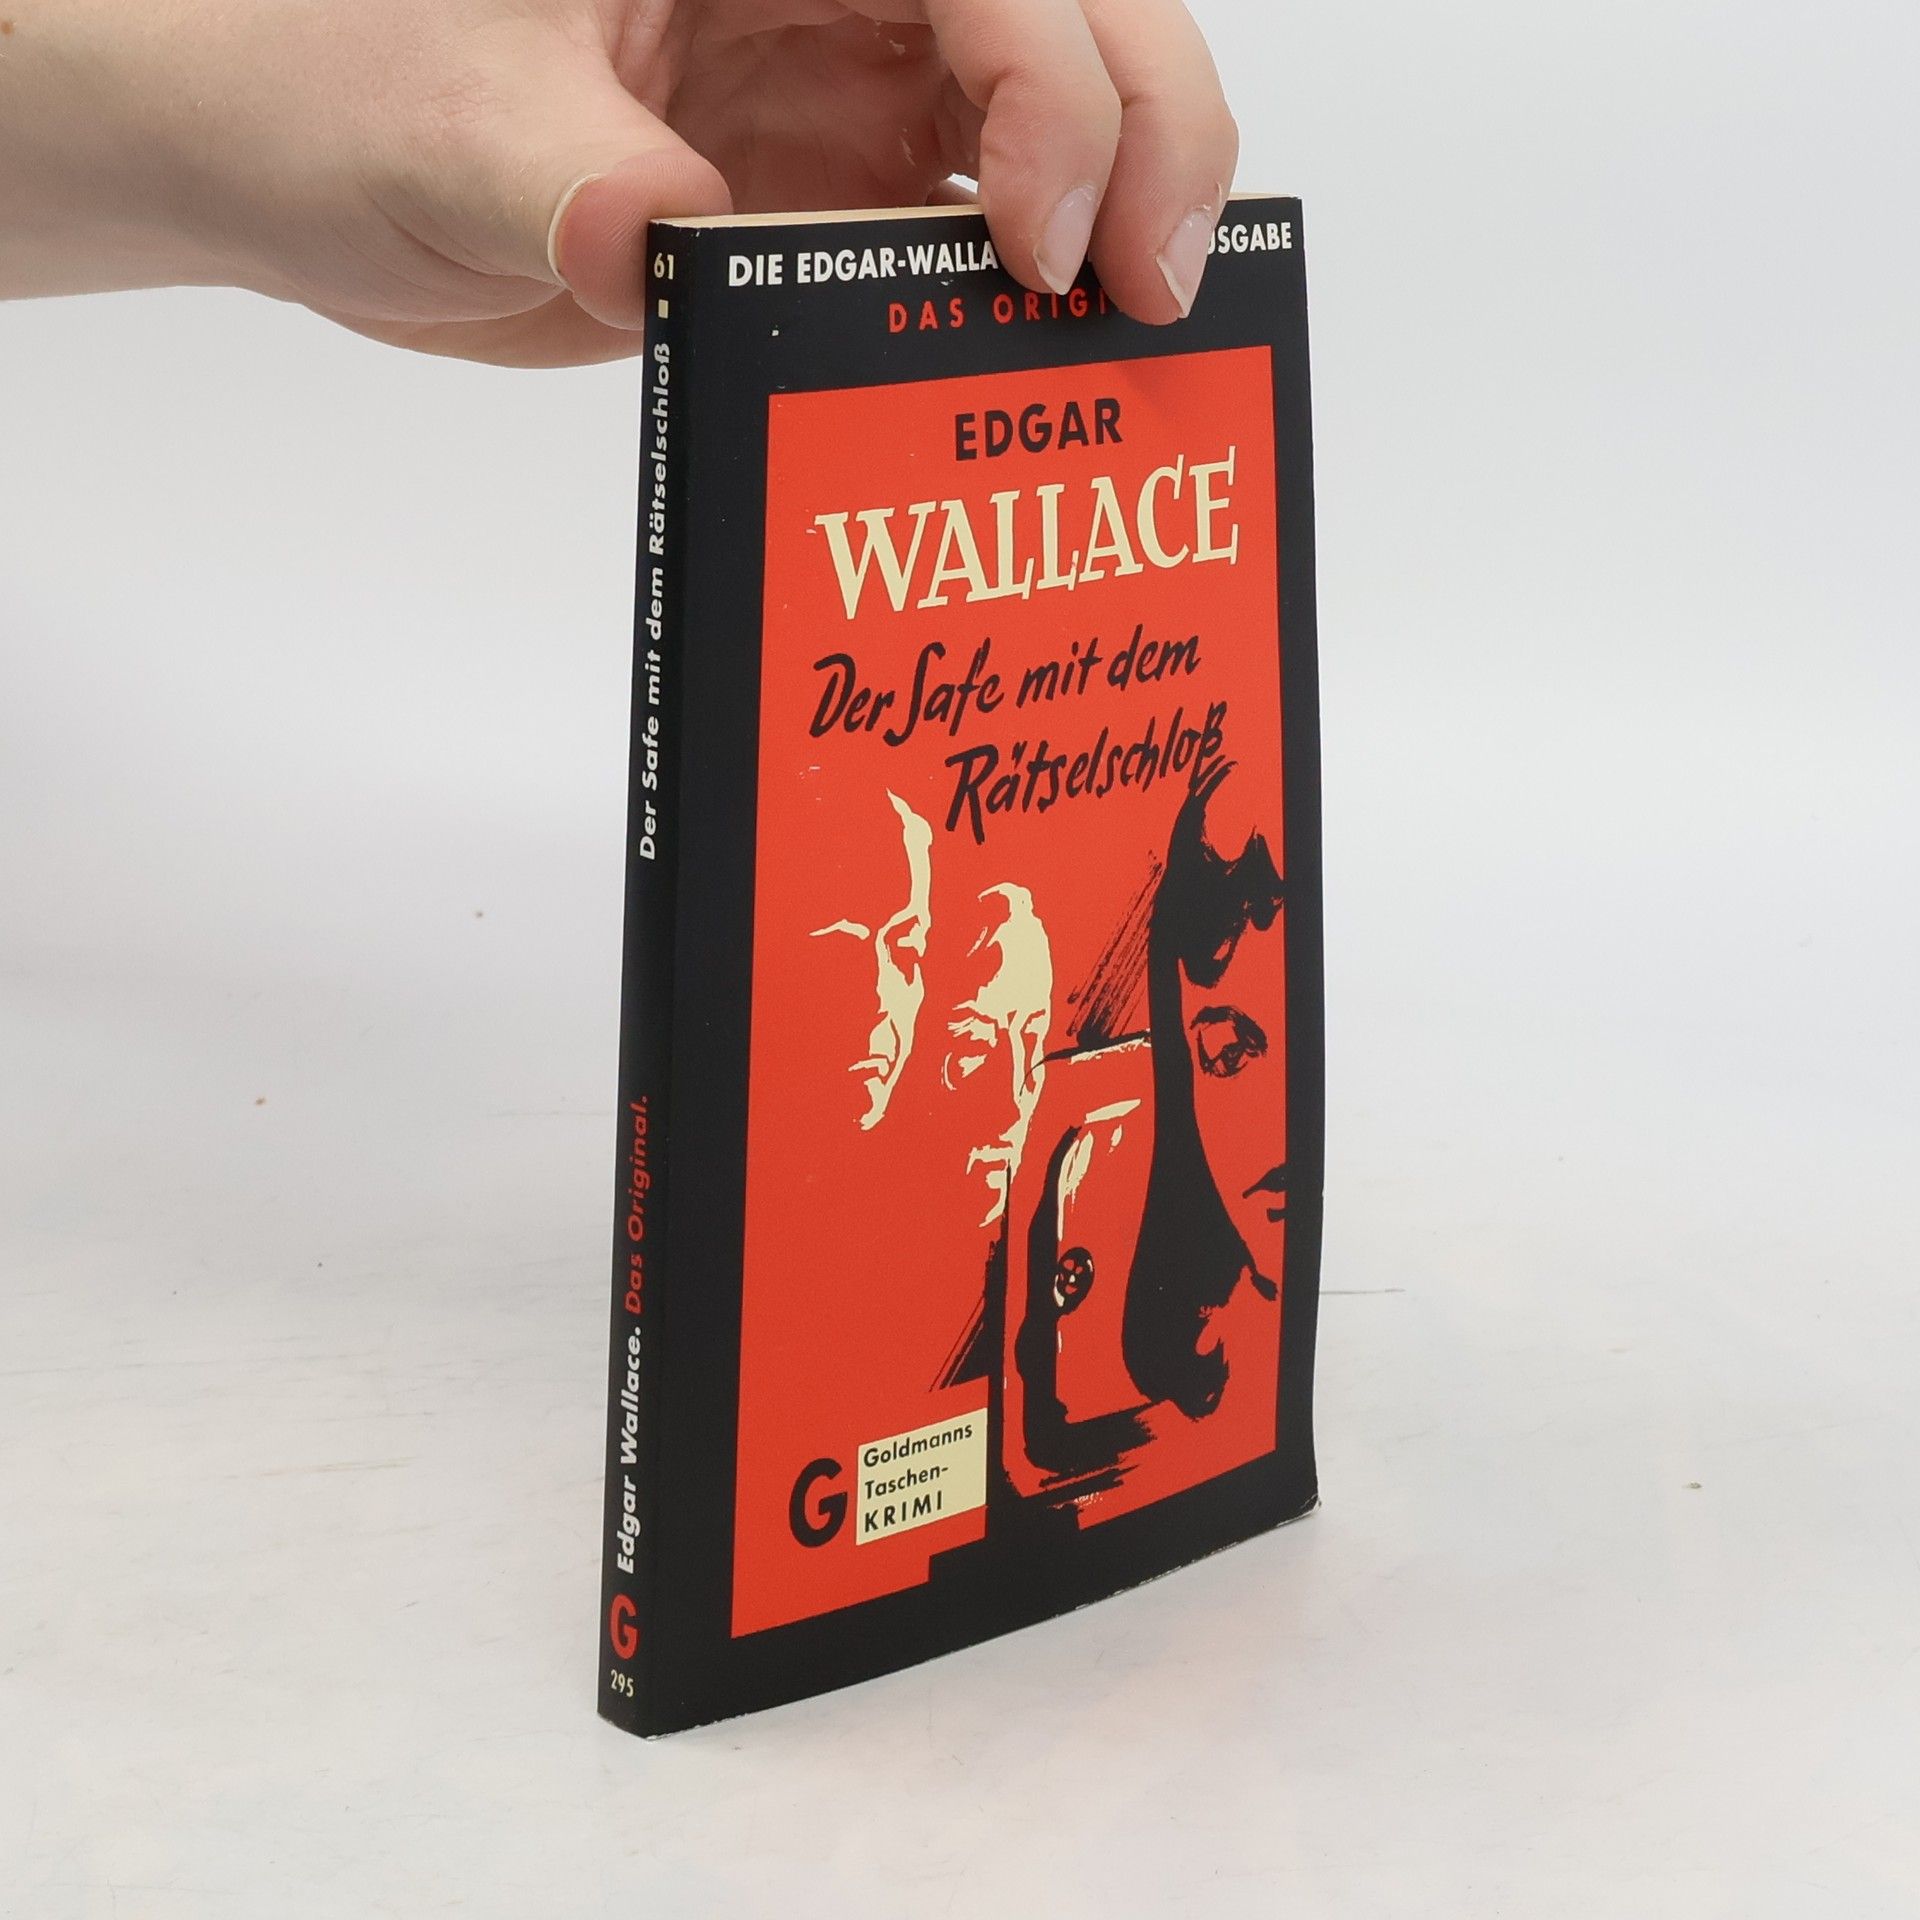 DIE EDGAR-WALLA
USGABE
DAS ORIGI
EDGAR
WALLACE
Der Safe mit dem
Rätselschloß
G
Goldmanns
Taschen-
KRIMI
61
Der Safe mit dem Rätselschloß
Edgar Wallace. Das Original.
G
295